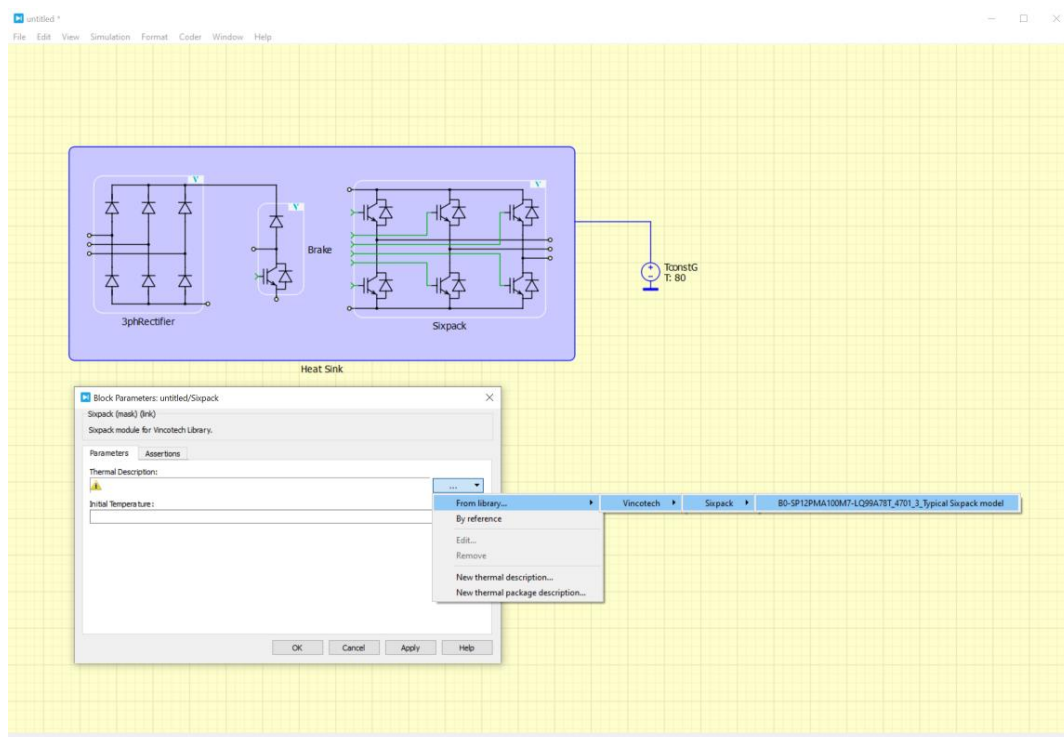 untitled *
File Edit View Simulation Format Coder Window Help
V
V
V
Brake
TconstG
T: 80
3phRectifier
Sixpack
Heat Sink
Block Parameters: untitled/Sixpack
Sixpack (mask) (link)
Sixpack module for Vincotech Library.
Parameters Assertions
Thermal Description:
...
Initial Temperature:
From library... Vincotech Sixpack B0-SP12PMA100M7-LQ99A78T_4701_3_Typical Sixpack model
By reference
Edit...
Remove
New thermal description...
New thermal package description...
OK Cancel Apply Help